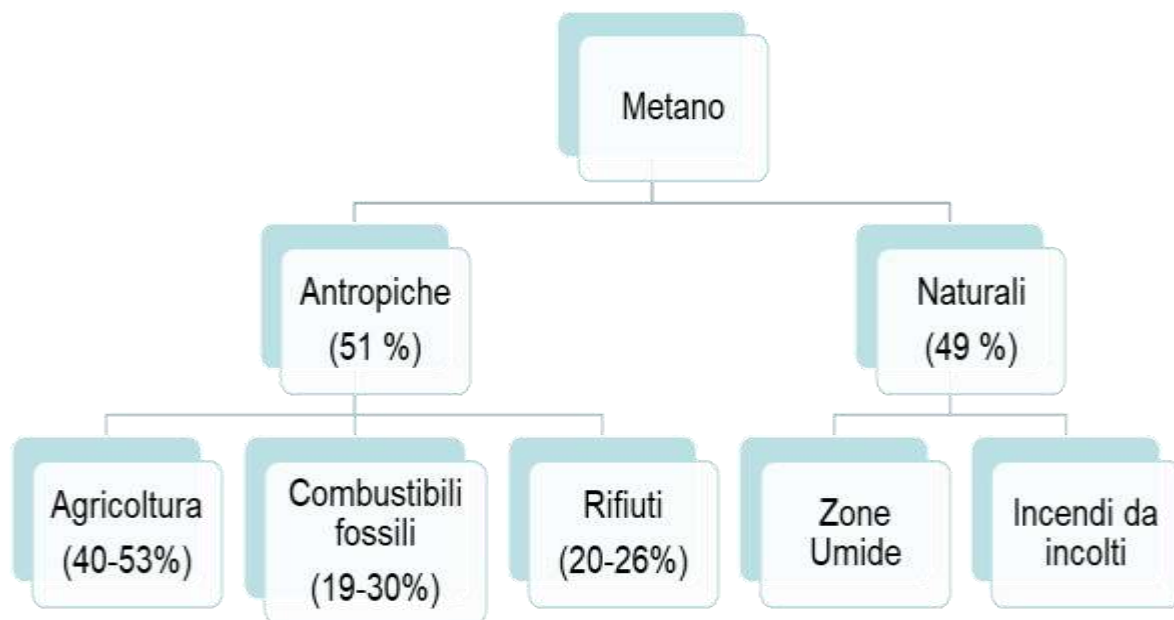 Metano
Antropiche
(51 %)
Naturali
(49 %)
Agricoltura
(40-53%)
Combustibili
fossili
(19-30%)
Rifiuti
(20-26%)
Zone
Umide
Incendi da
incolti